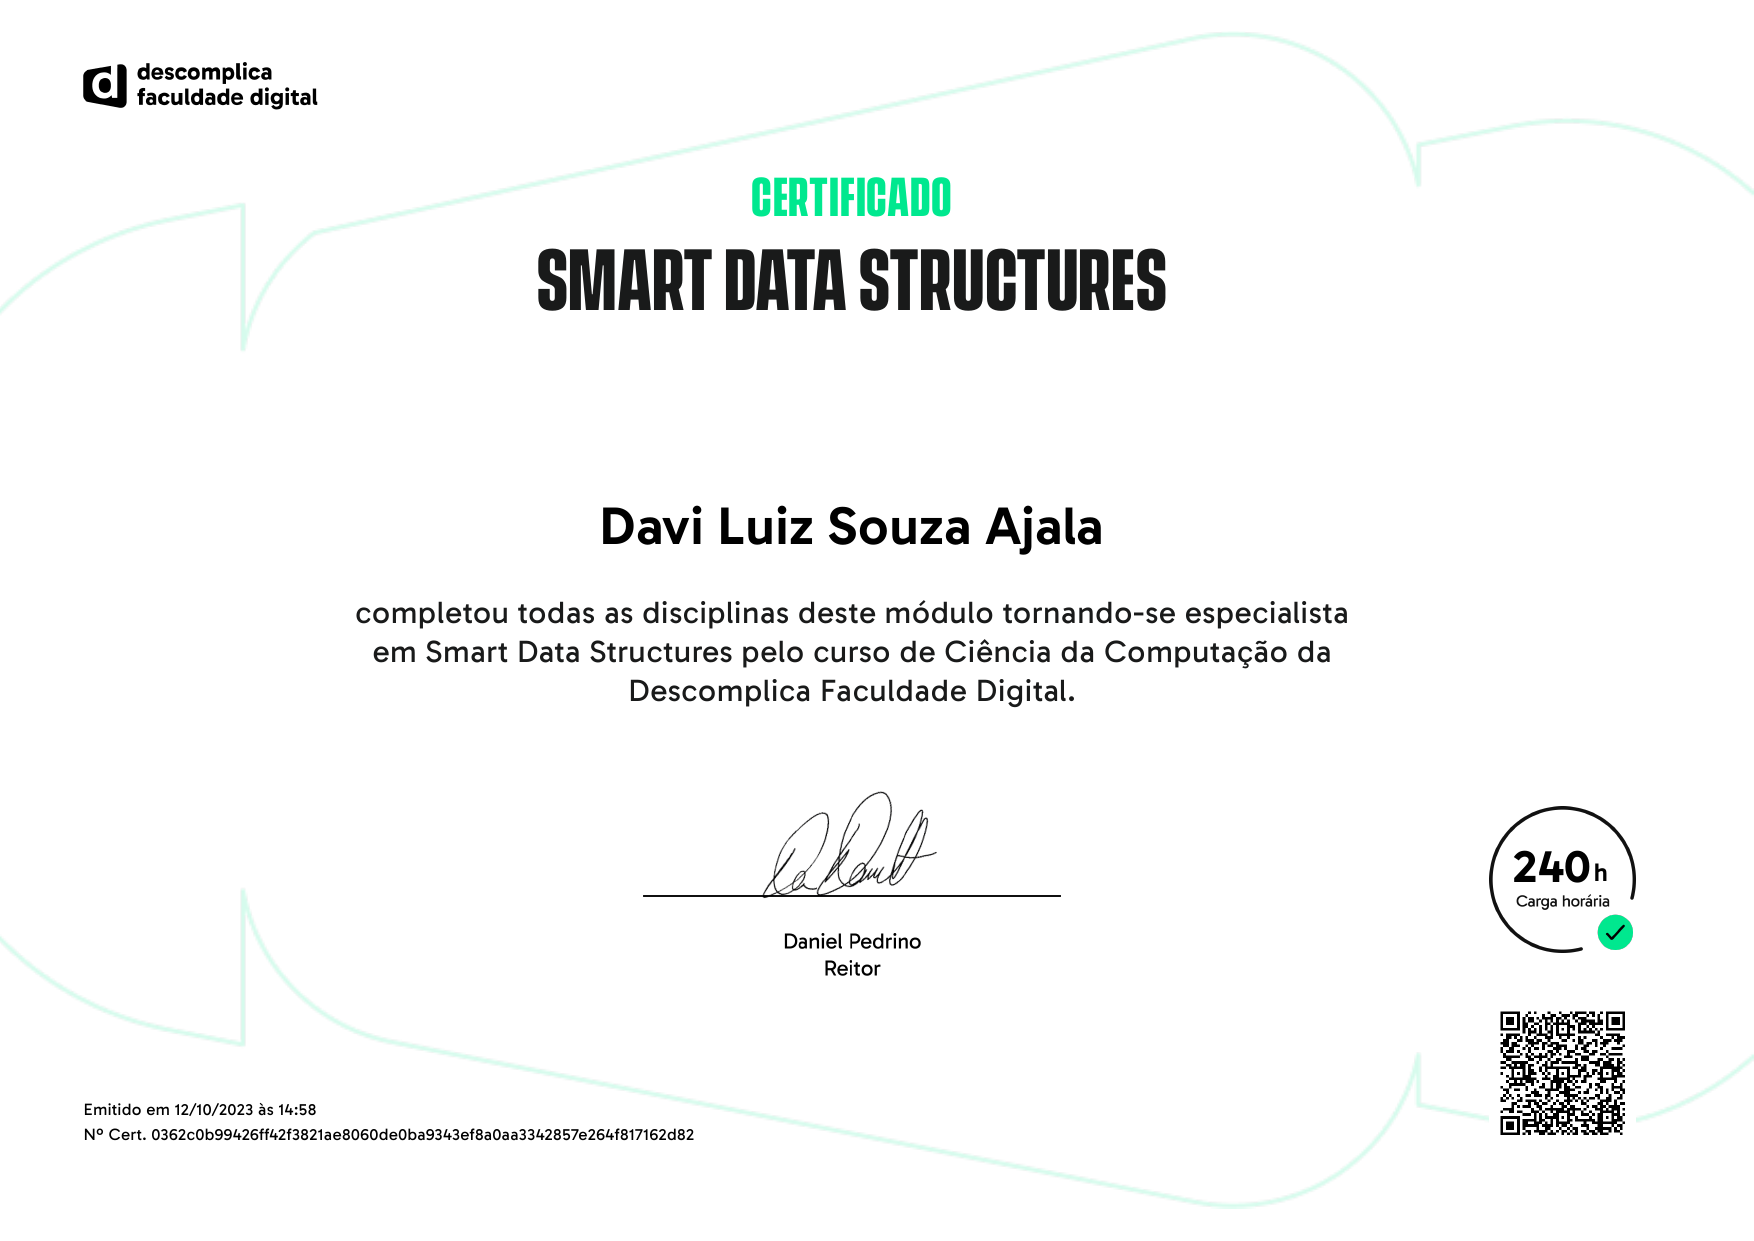 descomplica
faculdade digital
CERTIFICADO
SMART DATA STRUCTURES
Davi Luiz Souza Ajala
completou todas as disciplinas deste módulo tornando-se especialista
em Smart Data Structures pelo curso de Ciência da Computação da
Descomplica Faculdade Digital.
Daniel Pedrino
Reitor
240 h
Carga horária
Emitido em 12/10/2023 às 14:58
Nº Cert. 0362c0b99426ff42f3821ae8060de0ba9343ef8a0aa3342857e264f817162d82